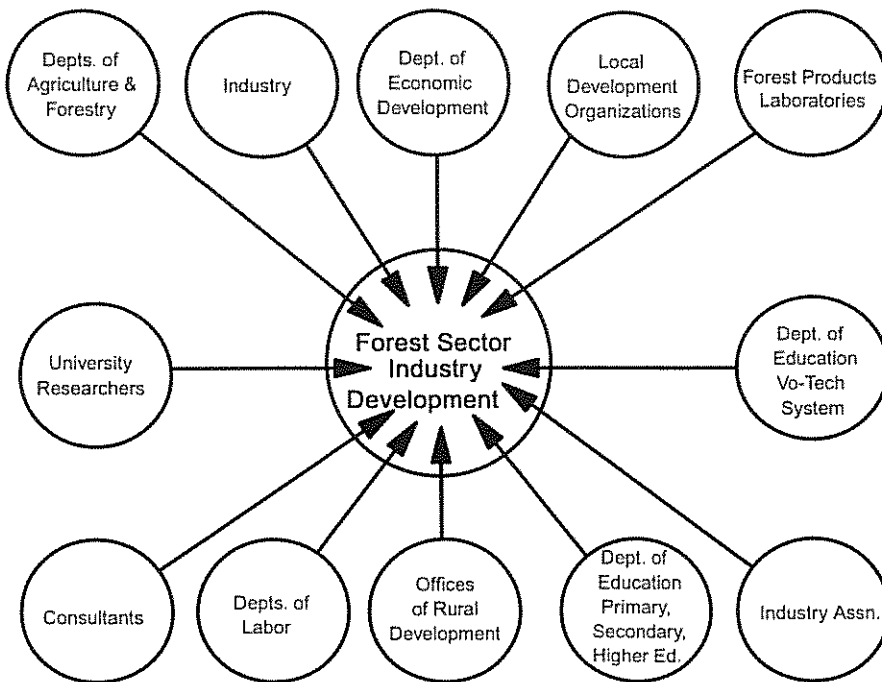 Depts. of
Agriculture &
Forestry
Industry
Dept. of
Economic
Development
Local
Development
Organizations
Forest Products
Laboratories
University
Researchers
Forest Sector
Industry
Development
Dept. of
Education
Vo-Tech
System
Consultants
Depts. of
Labor
Offices
of Rural
Development
Dept. of
Education
Primary,
Secondary,
Higher Ed.
Industry Assn.